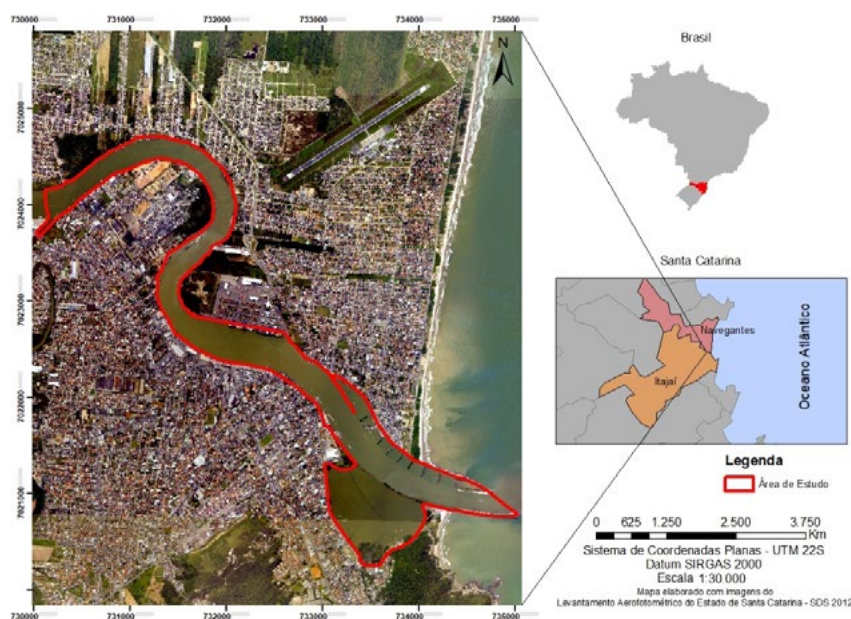 730000 731000 732000 733000 734000 735000
N
7025000
7024000
7023000
7022000
7021000
730000 731000 732000 733000 734000 735000
Brasil
Santa Catarina
Navegantes
Itajaí
Oceano Atlântico
Legenda
Área de Estudo
0 625 1.250 2.500 3.750
Km
Sistema de Coordenadas Planas - UTM 22S
Datum SIRGAS 2000
Escala 1:30.000
Mapa elaborado com imagens do
Levantamento Aerofotométrico do Estado de Santa Catarina - SDS 2012